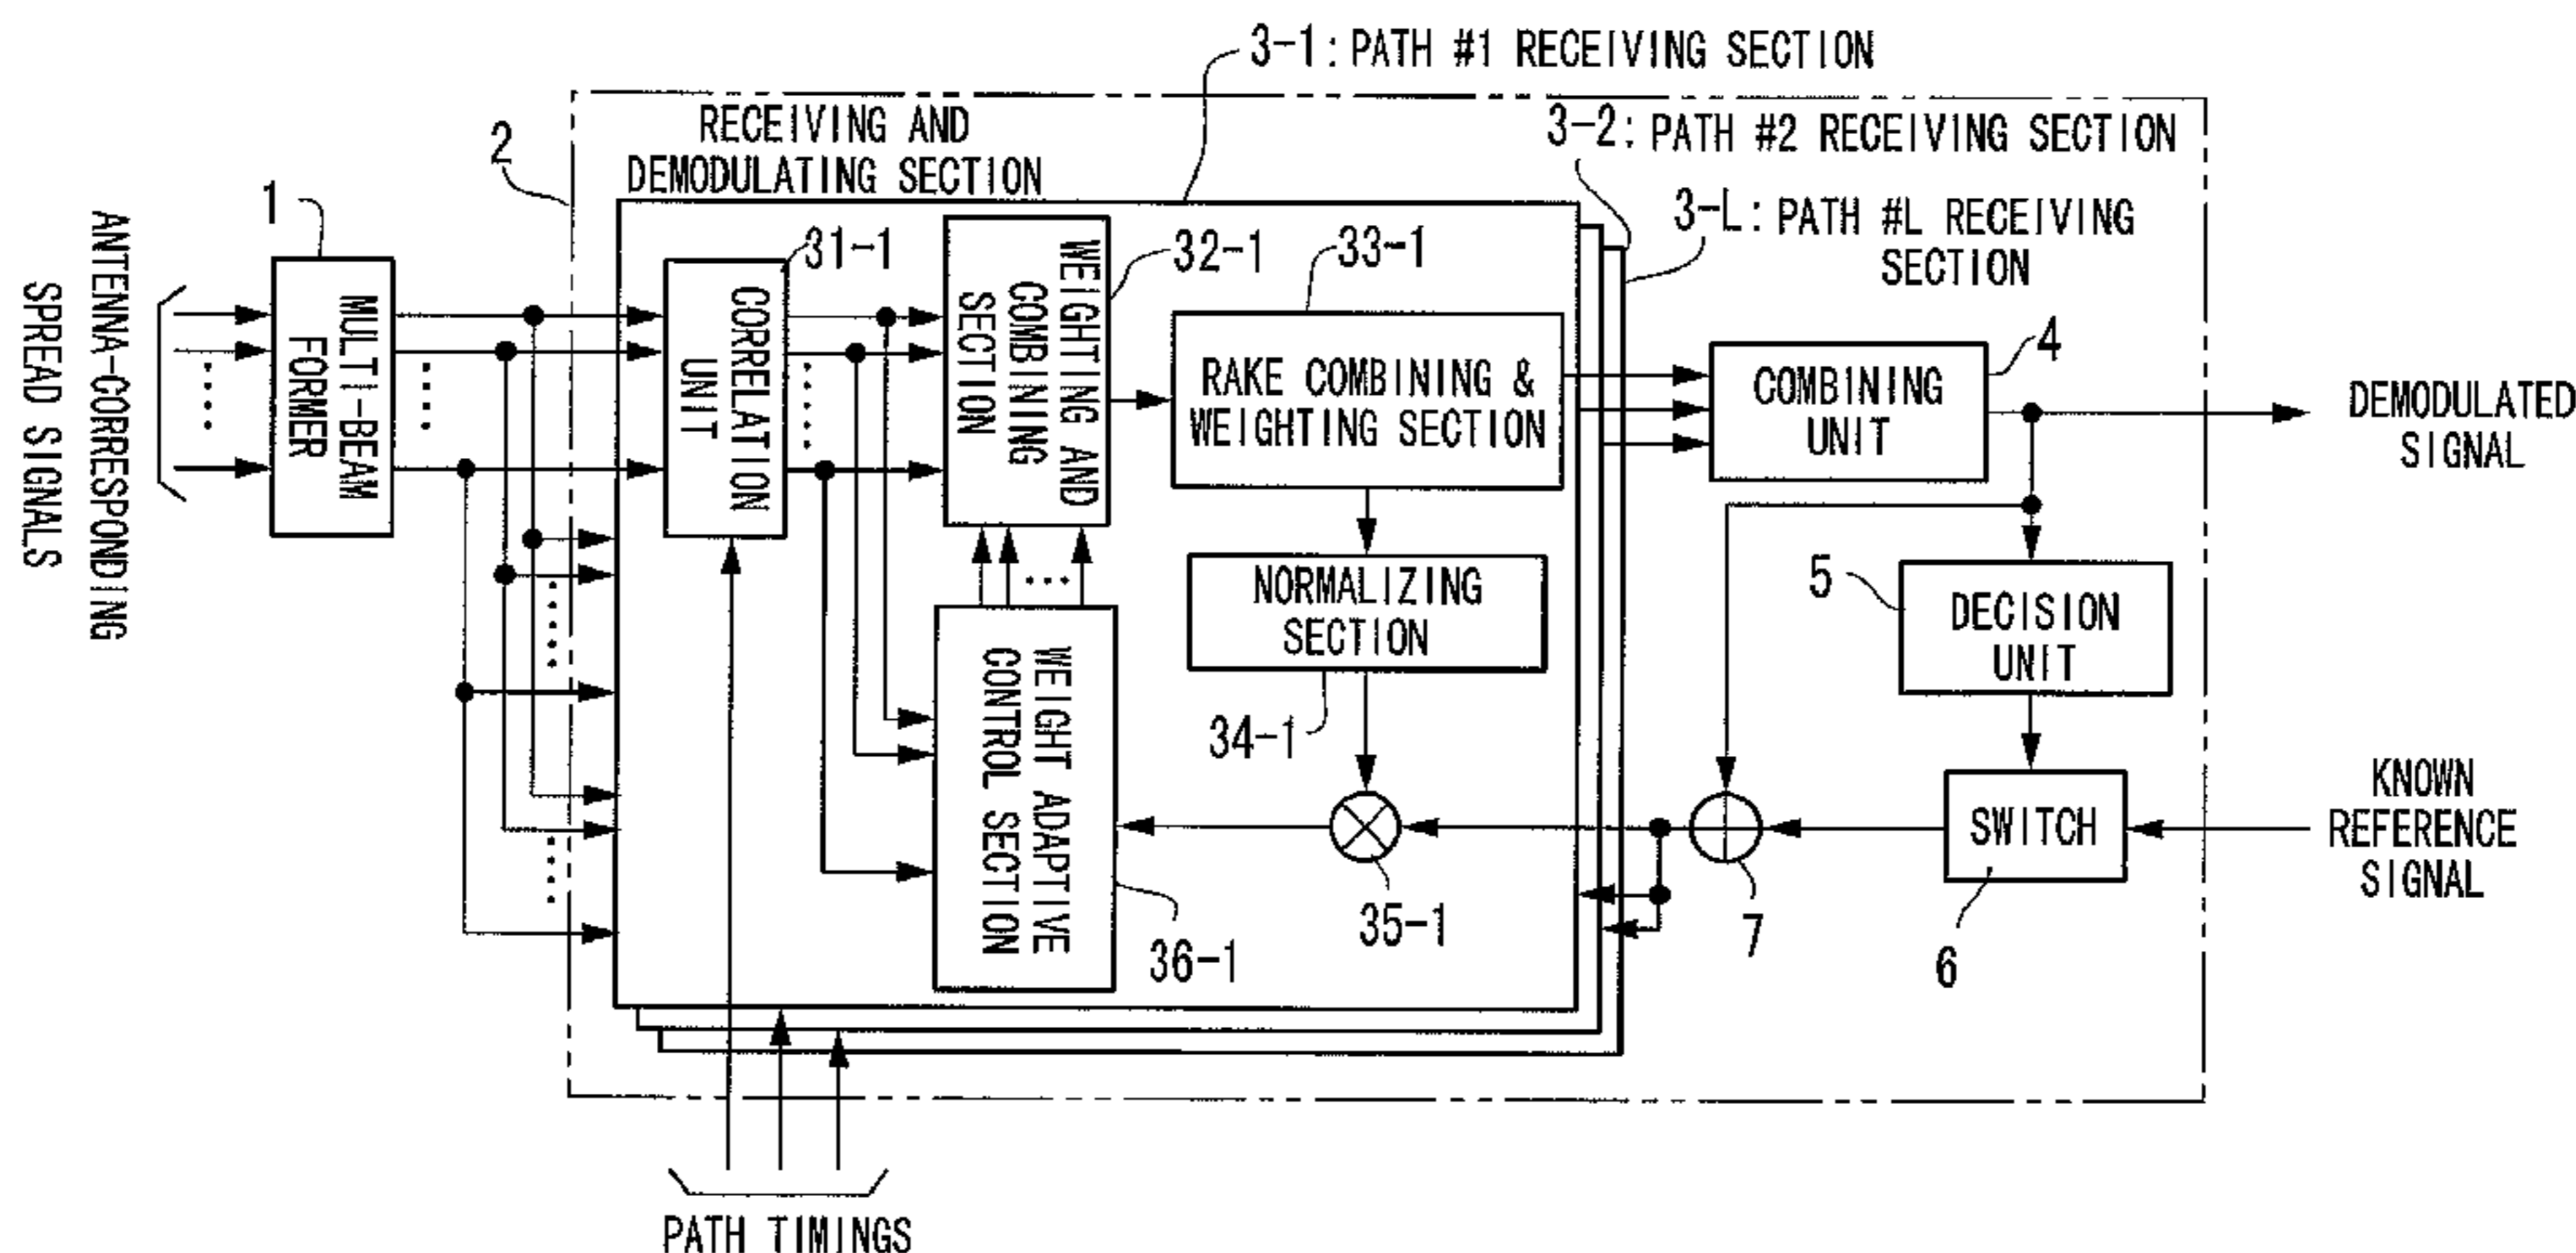 3-1: PATH #1 RECEIVING SECTION
RECEIVING AND
DEMODULATING SECTION
2
3-2: PATH #2 RECEIVING SECTION
3-L: PATH #L RECEIVING
SECTION
1
ANTENNA-CORRESPONDING
SPREAD SIGNALS
MULTI-BEAM
FORMER
31-1
CORRELATION
UNIT
32-1
WEIGHTING AND
COMBINING
SECTION
33-1
RAKE COMBINING &
WEIGHTING SECTION
4
COMBINING
UNIT
DEMODULATED
SIGNAL
NORMALIZING
SECTION
34-1
5
DECISION
UNIT
WEIGHT ADAPTIVE
CONTROL SECTION
36-1
35-1
7
SWITCH
6
KNOWN
REFERENCE
SIGNAL
PATH TIMINGS